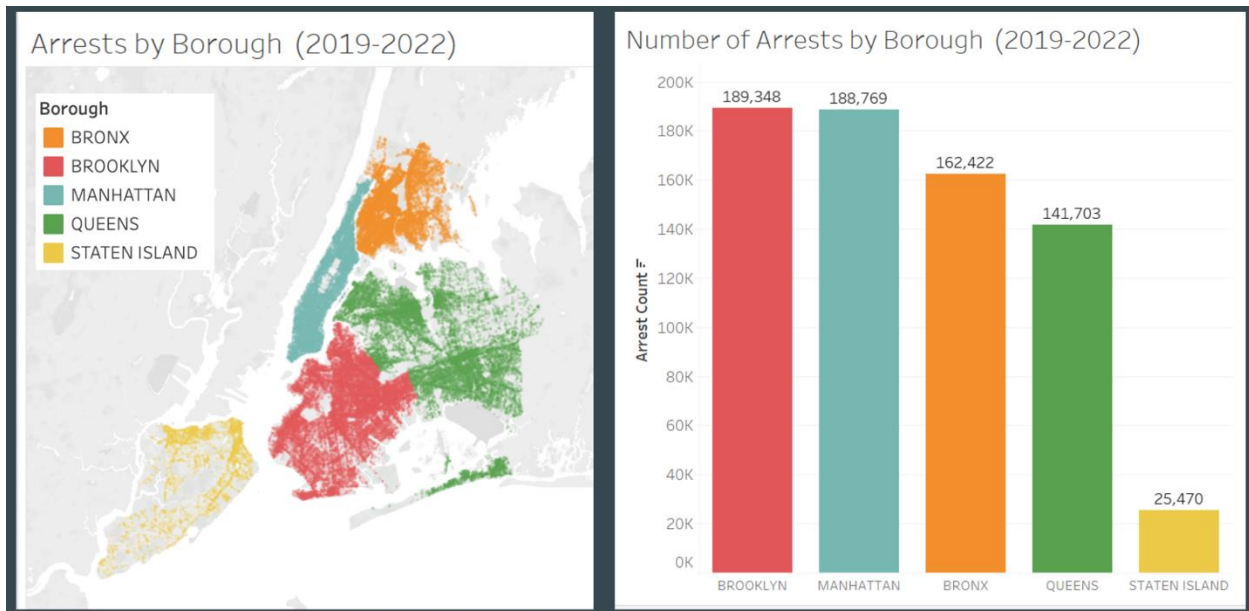 Arrests by Borough (2019-2022)
Borough
BRONX
BROOKLYN
MANHATTAN
QUEENS
STATEN ISLAND
Number of Arrests by Borough (2019-2022)
Arrest Count
200K
180K
160K
140K
120K
100K
80K
60K
40K
20K
0K
189,348
188,769
162,422
141,703
25,470
BROOKLYN
MANHATTAN
BRONX
QUEENS
STATEN ISLAND